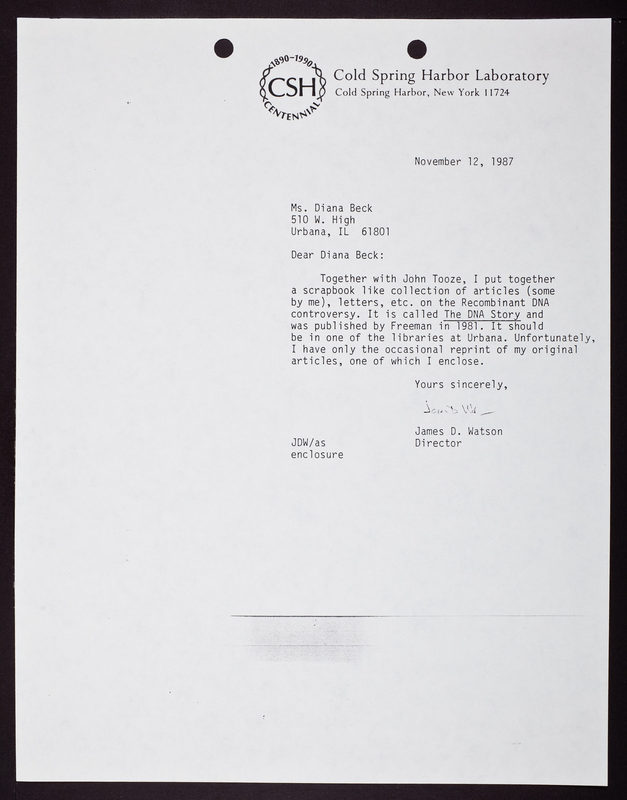 1890-1990
CSH
CENTENNIAL
Cold Spring Harbor Laboratory
Cold Spring Harbor, New York 11724
November 12, 1987
Ms. Diana Beck
510 W. High
Urbana, IL 61801
Dear Diana Beck:
Together with John Tooze, I put together
a scrapbook like collection of articles (some
by me), letters, etc. on the Recombinant DNA
controversy. It is called The DNA Story and
was published by Freeman in 1981. It should
be in one of the libraries at Urbana. Unfortunately,
I have only the occasional reprint of my original
articles, one of which I enclose.
Yours sincerely,
James D. Watson
Director
JDW/as
enclosure